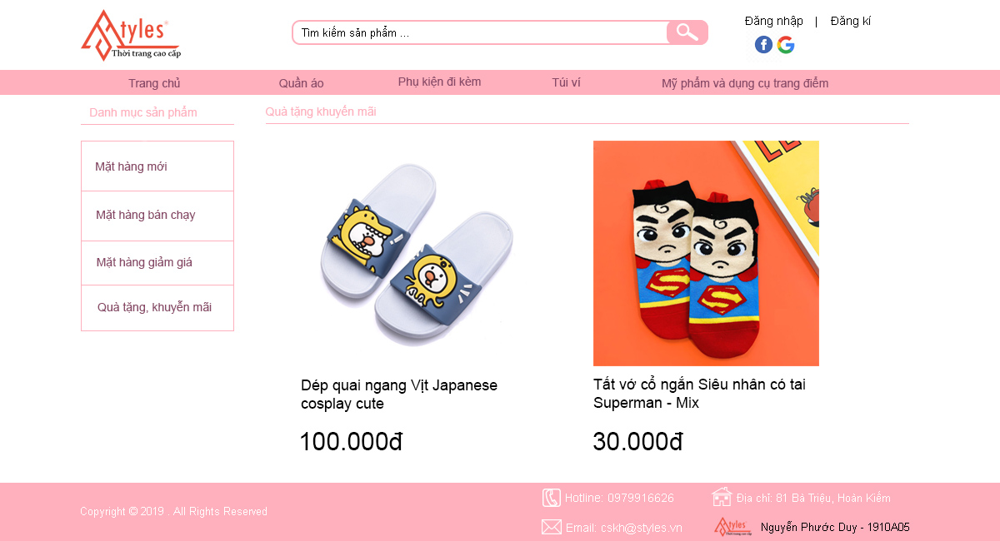 Styles
Thời trang cao cấp
Tìm kiếm sản phẩm ...
Đăng nhập | Đăng kí
Trang chủ
Quần áo
Phụ kiện đi kèm
Túi ví
Mỹ phẩm và dụng cụ trang điểm
Danh mục sản phẩm
Mặt hàng mới
Mặt hàng bán chạy
Mặt hàng giảm giá
Quà tặng, khuyễn mãi
Quà tặng khuyến mãi
Dép quai ngang Vịt Japanese
cosplay cute
100.000đ
Tất vớ cổ ngắn Siêu nhân có tai
Superman - Mix
30.000đ
Copyright © 2019 . All Rights Reserved
Hotline: 0979916626
Email: cskh@styles.vn
Địa chỉ: 81 Bà Triệu, Hoàn Kiếm
Styles
Thời trang cao cấp
Nguyễn Phước Duy - 1910A05